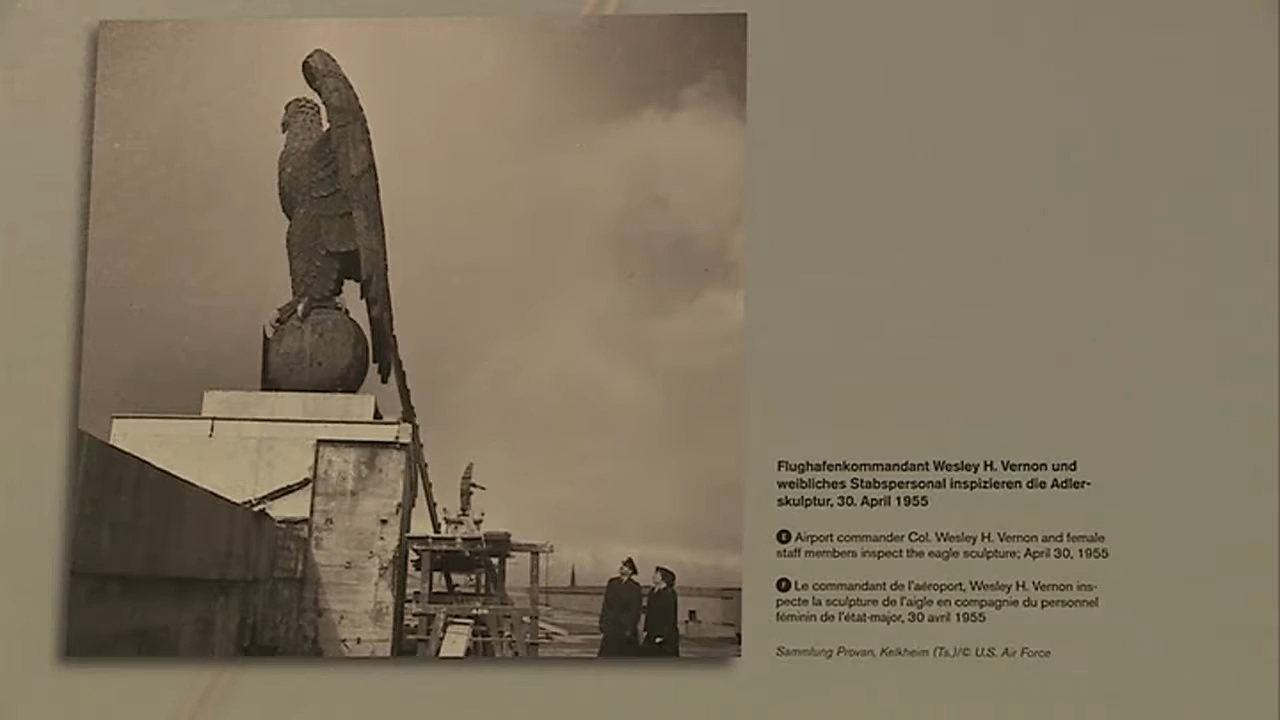 Flughafenkommandant Wesley H. Vernon und
weibliches Stabspersonal inspizieren die Adler-
skulptur, 30. April 1955
E Airport commander Col. Wesley H. Vernon and female
staff members inspect the eagle sculpture; April 30, 1955
F Le commandant de l'aéroport, Wesley H. Vernon ins-
pecte la sculpture de l'aigle en compagnie du personnel
féminin de l'état-major, 30 avril 1955
Sammlung Provan, Kelkheim (Ts.)/© U.S. Air Force